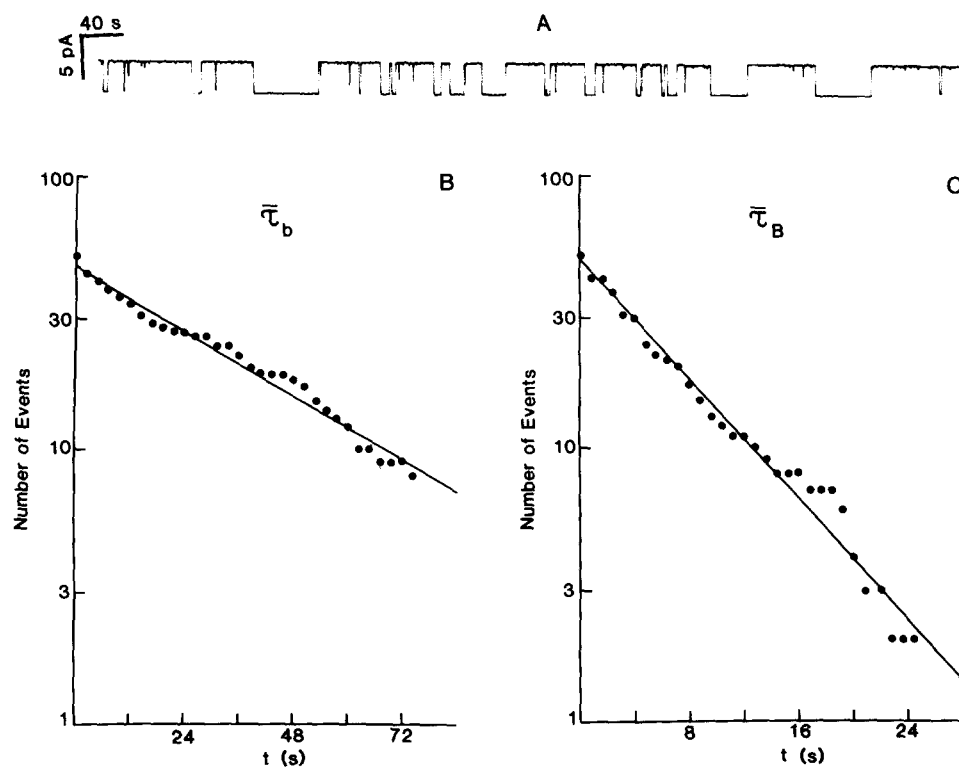 A
40 s
5 pA
B
τ̄b
100
30
10
3
1
Number of Events
24
48
72
t (s)
C
τ̄B
100
30
10
3
1
Number of Events
8
16
24
t (s)